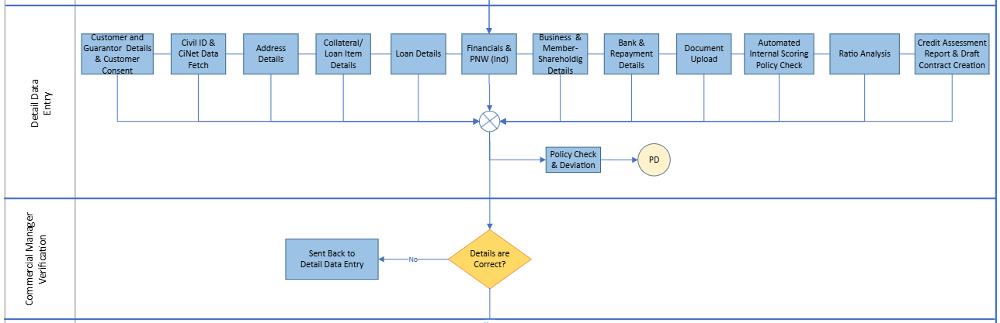 Detail Data
Entry
Customer and
Guarantor Details
& Customer
Consent
Civil ID &
CiNet Data
Fetch
Address
Details
Collateral/
Loan Item
Details
Loan Details
Financials &
PNW (Ind)
Business &
Member-
Shareholdig
Details
Bank &
Repayment
Details
Document
Upload
Automated
Internal Scoring
Policy Check
Ratio Analysis
Credit Assessment
Report & Draft
Contract Creation
Policy Check
& Deviation
PD
Commercial Manager
Verification
Sent Back to
Detail Data Entry
No
Details are
Correct?